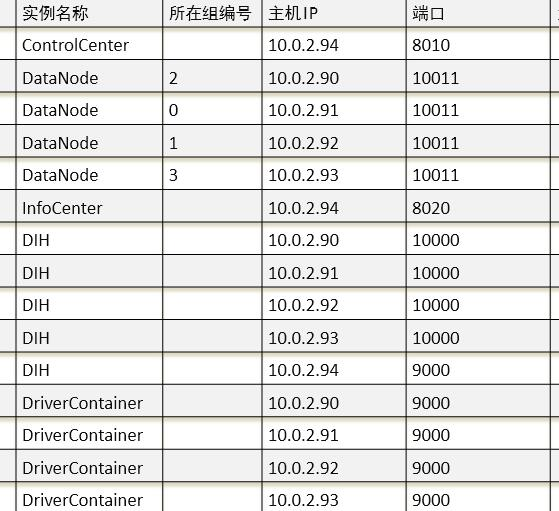 实例名称 所在组编号 主机IP 端口
ControlCenter 10.0.2.94 8010
DataNode 2 10.0.2.90 10011
DataNode 0 10.0.2.91 10011
DataNode 1 10.0.2.92 10011
DataNode 3 10.0.2.93 10011
InfoCenter 10.0.2.94 8020
DIH 10.0.2.90 10000
DIH 10.0.2.91 10000
DIH 10.0.2.92 10000
DIH 10.0.2.93 10000
DIH 10.0.2.94 9000
DriverContainer 10.0.2.90 9000
DriverContainer 10.0.2.91 9000
DriverContainer 10.0.2.92 9000
DriverContainer 10.0.2.93 9000